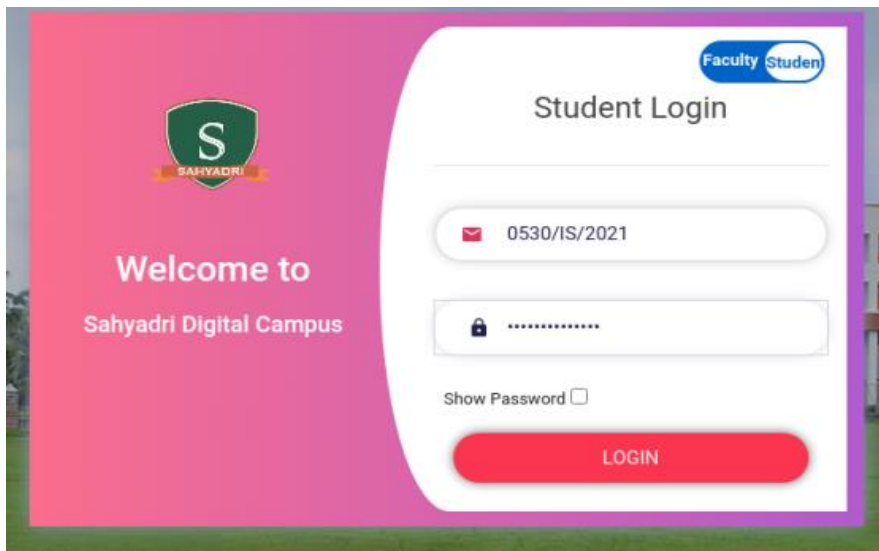 S
SAHYADRI
Welcome to
Sahyadri Digital Campus
Faculty Studen
Student Login
0530/IS/2021
••••••••••••••
Show Password
LOGIN